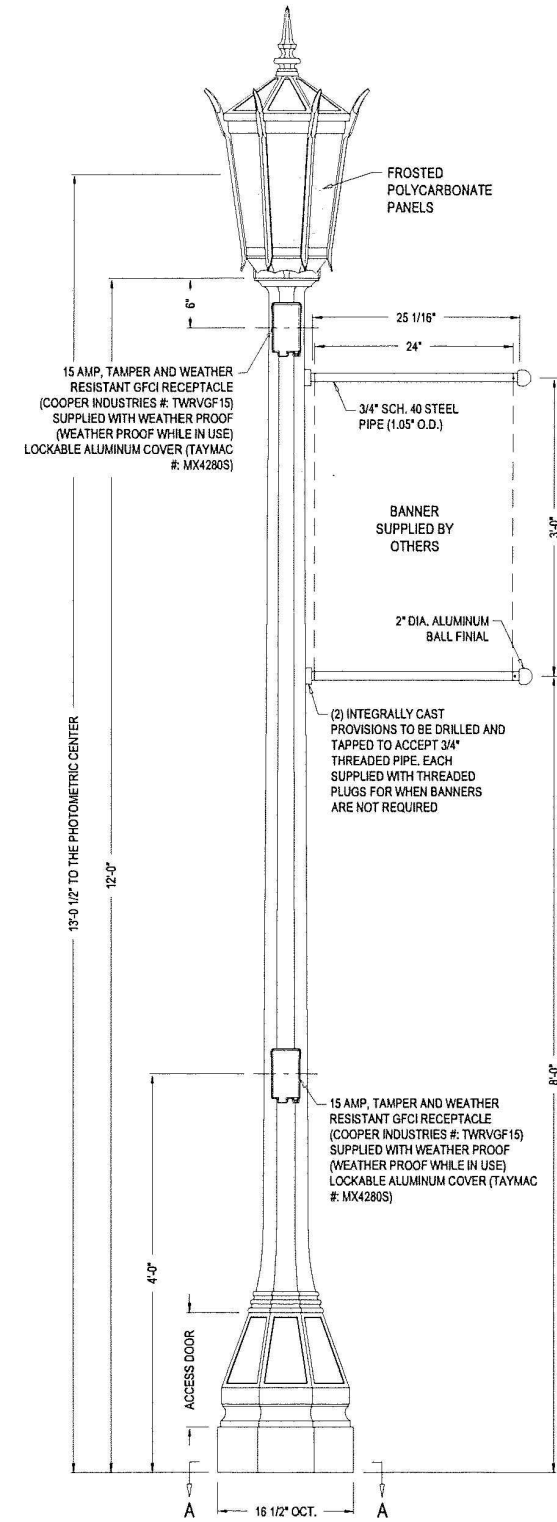 FROSTED
POLYCARBONATE
PANELS
6"
25 1/16"
24"
15 AMP, TAMPER AND WEATHER
RESISTANT GFCI RECEPTACLE
(COOPER INDUSTRIES #: TWRVGF15)
SUPPLIED WITH WEATHER PROOF
(WEATHER PROOF WHILE IN USE)
LOCKABLE ALUMINUM COVER (TAYMAC
#: MX4280S)
3/4" SCH. 40 STEEL
PIPE (1.05" O.D.)
BANNER
SUPPLIED BY
OTHERS
3'-0"
2" DIA. ALUMINUM
BALL FINIAL
(2) INTEGRALLY CAST
PROVISIONS TO BE DRILLED AND
TAPPED TO ACCEPT 3/4"
THREADED PIPE. EACH
SUPPLIED WITH THREADED
PLUGS FOR WHEN BANNERS
ARE NOT REQUIRED
13'-0 1/2" TO THE PHOTOMETRIC CENTER
12'-0"
8'-0"
15 AMP, TAMPER AND WEATHER
RESISTANT GFCI RECEPTACLE
(COOPER INDUSTRIES #: TWRVGF15)
SUPPLIED WITH WEATHER PROOF
(WEATHER PROOF WHILE IN USE)
LOCKABLE ALUMINUM COVER (TAYMAC
#: MX4280S)
4'-0"
ACCESS DOOR
A
16 1/2" OCT.
A